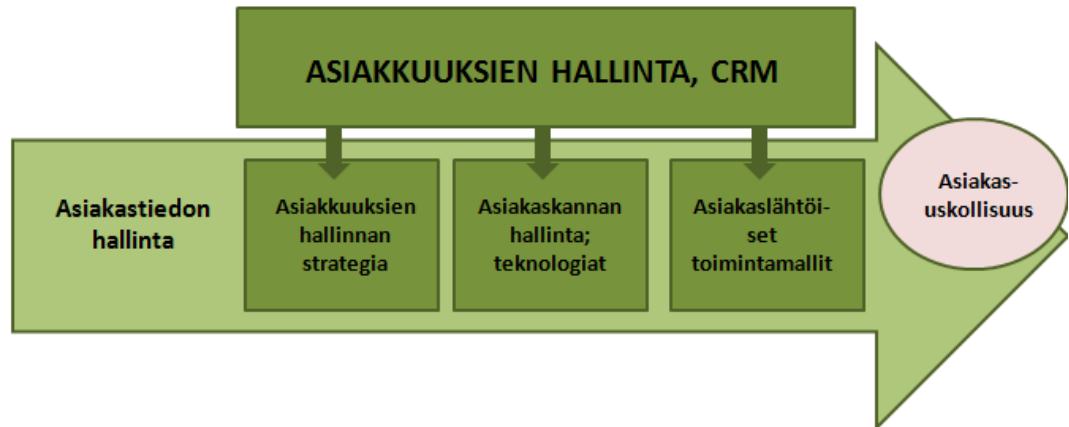 ASIAKKUUKSIEN HALLINTA, CRM
Asiakastiedon
hallinta
Asiakkuuksien
hallinnan
strategia
Asiakaskannan
hallinta;
teknologiat
Asiakaslähtöi-
set
toimintamallit
Asiakas-
uskollisuus